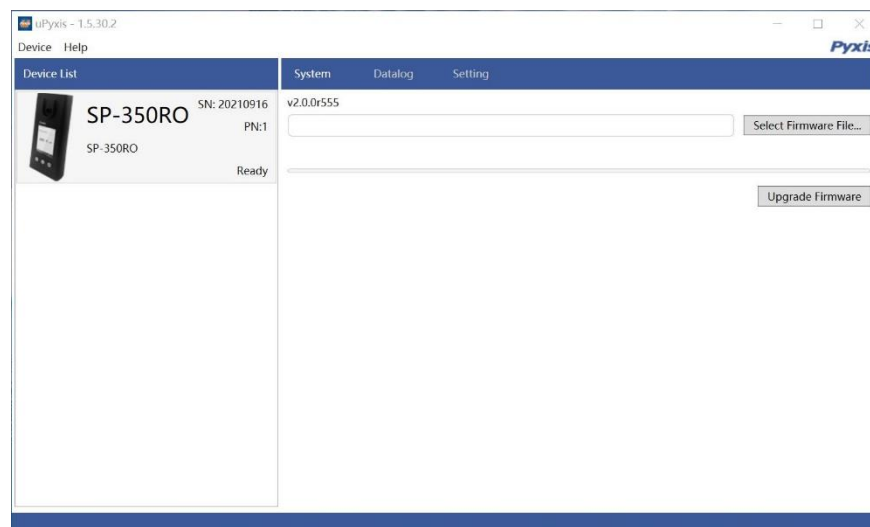 uPyxis - 1.5.30.2
Device Help
Device List
SP-350RO
SN: 20210916
PN:1
SP-350RO
Ready
System Datalog Setting
v2.0.0r555
Select Firmware File...
Upgrade Firmware